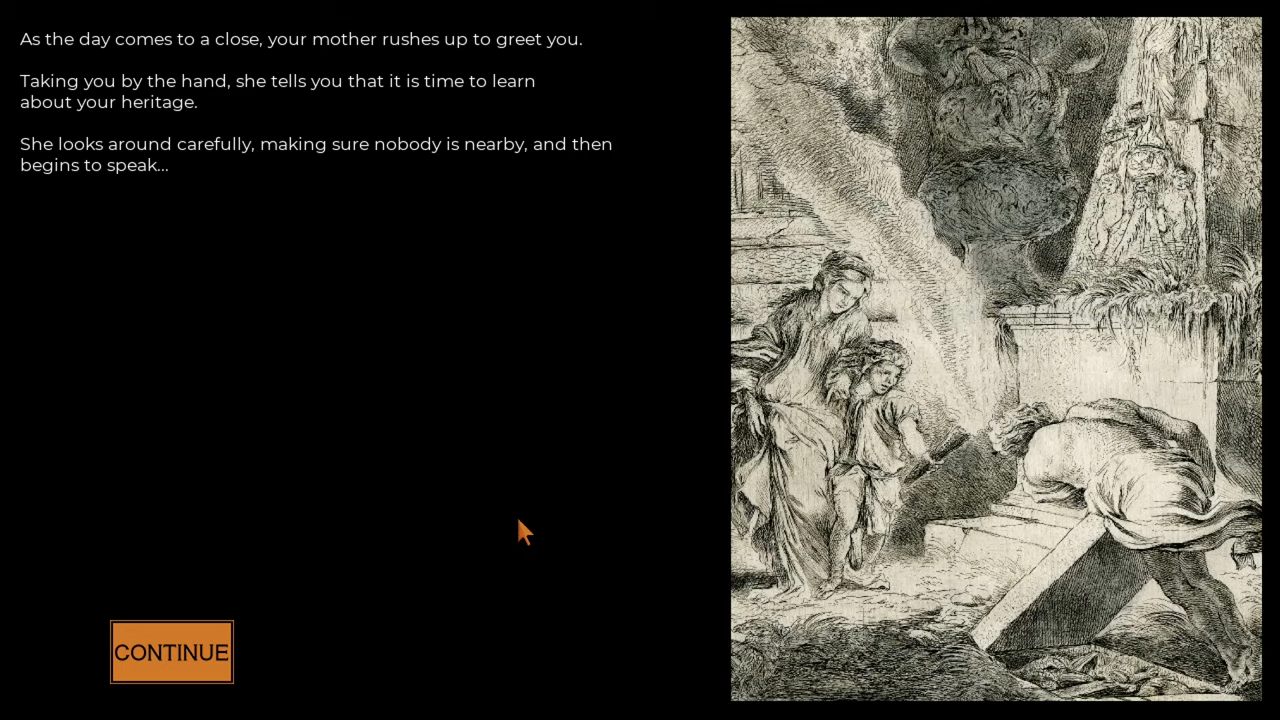 As the day comes to a close, your mother rushes up to greet you.
Taking you by the hand, she tells you that it is time to learn
about your heritage.
She looks around carefully, making sure nobody is nearby, and then
begins to speak...
CONTINUE